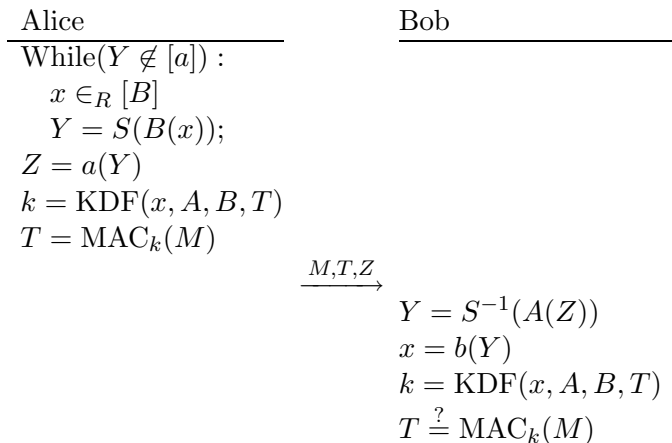 Alice Bob
While(Y ∉ [a]) :
x ∈_R [B]
Y = S(B(x));
Z = a(Y)
k = KDF(x, A, B, T)
T = MAC_k(M)
M,T,Z
Y = S^{-1}(A(Z))
x = b(Y)
k = KDF(x, A, B, T)
T ?= MAC_k(M)